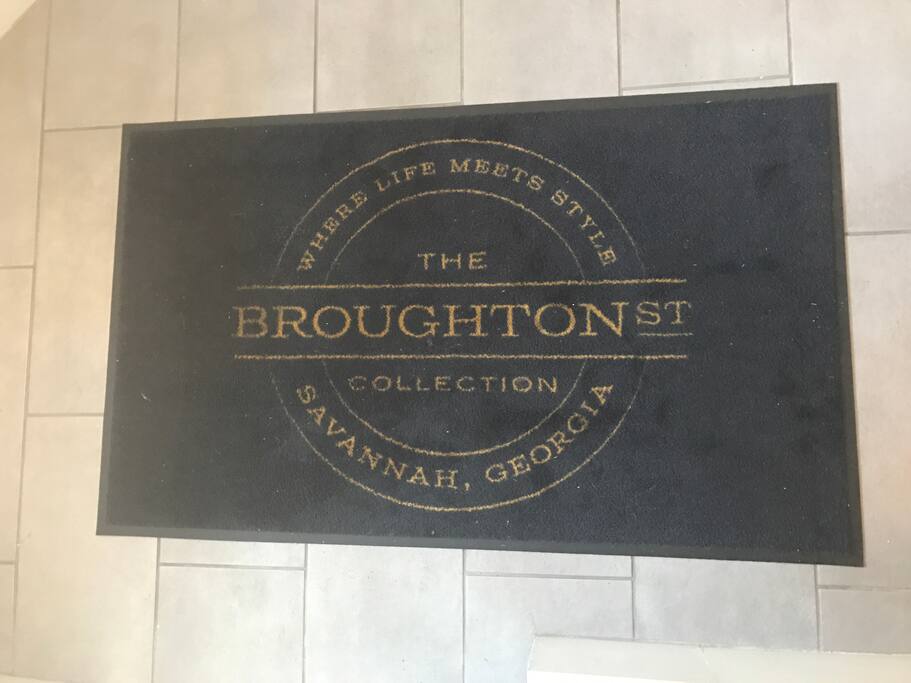 WHERE LIFE MEETS STYLE
THE
BROUGHTON ST
COLLECTION
SAVANNAH, GEORGIA